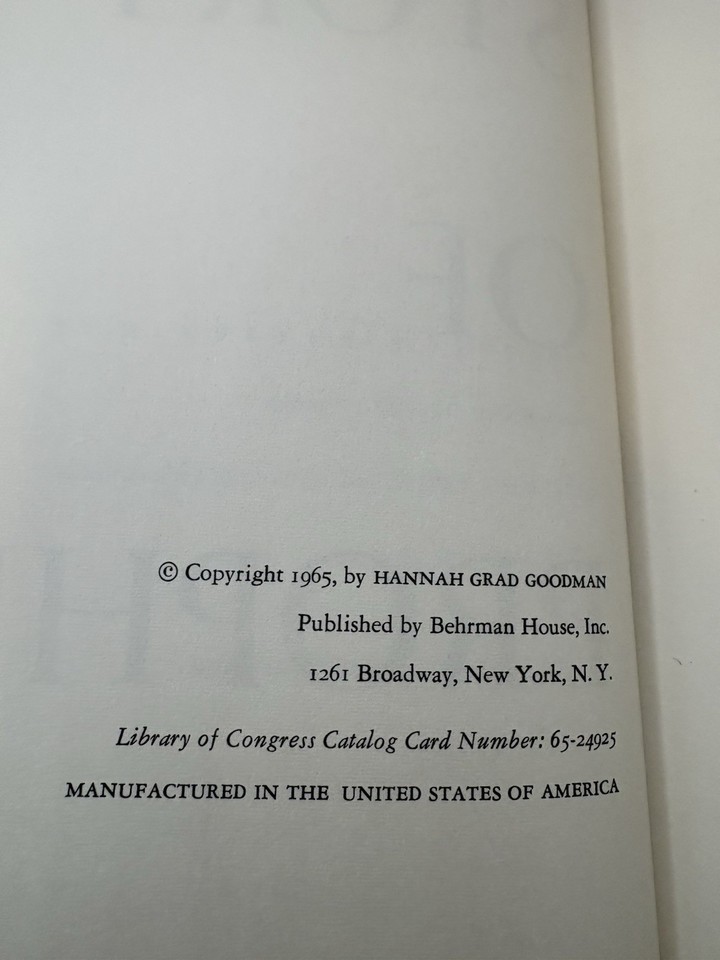 © Copyright 1965, by HANNAH GRAD GOODMAN
Published by Behrman House, Inc.
1261 Broadway, New York, N. Y.
Library of Congress Catalog Card Number: 65-24925
MANUFACTURED IN THE UNITED STATES OF AMERICA